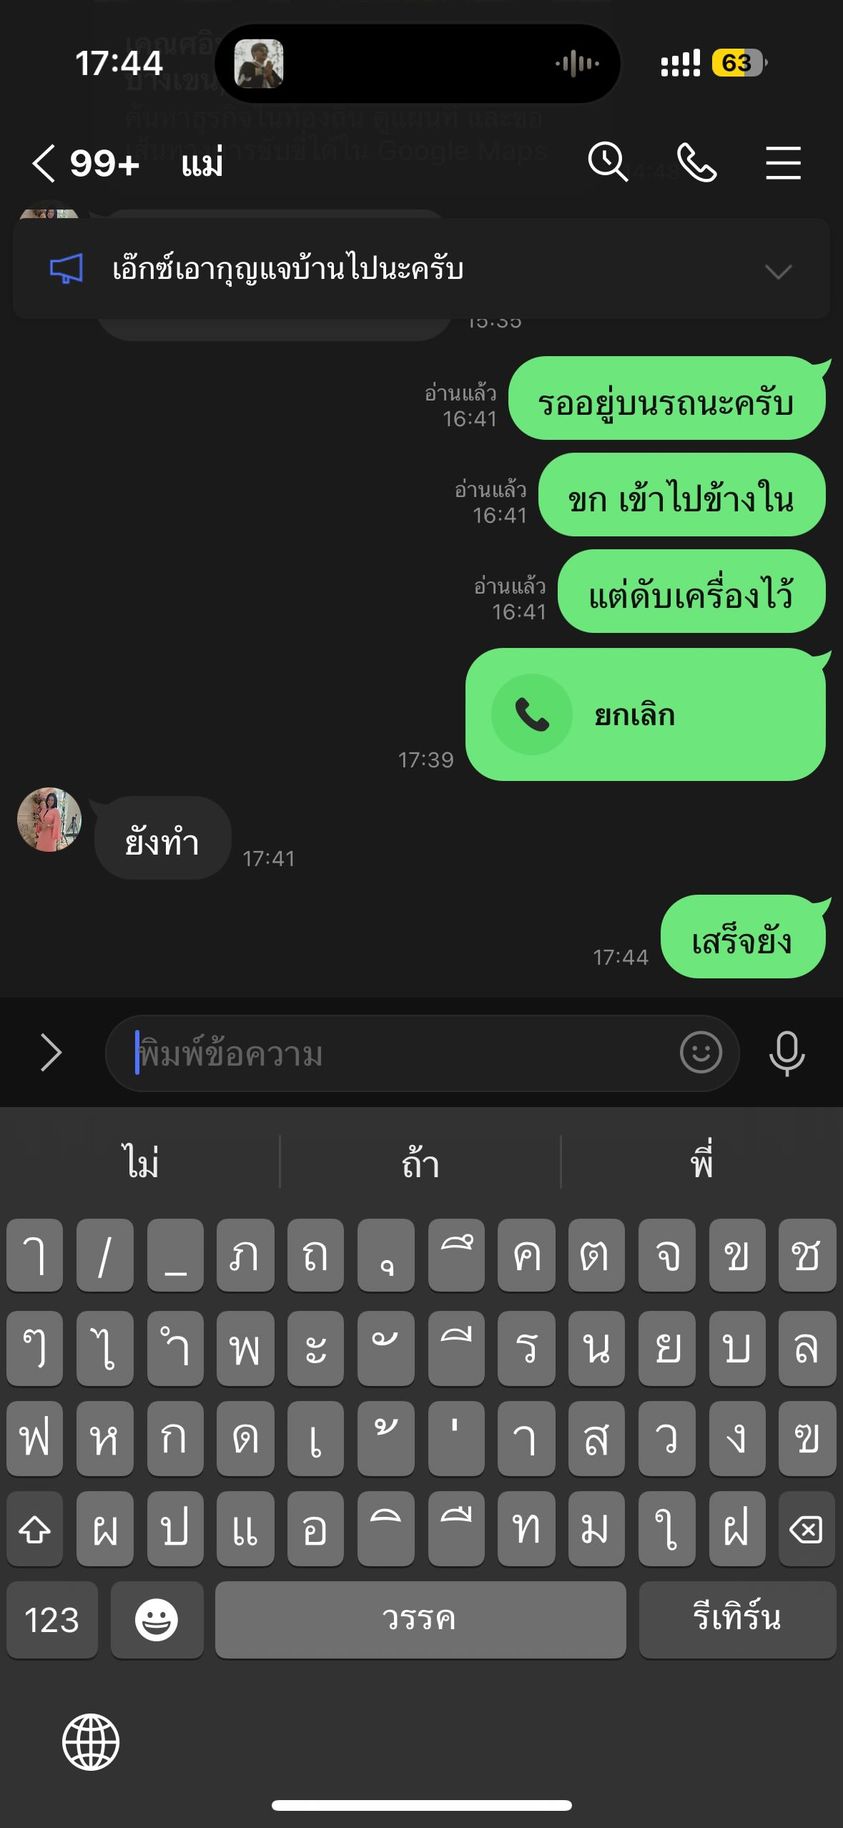 17:44
63
99+ แม่
เอ๊กซ์เอากุญแจบ้านไปนะครับ
15:35
รออยู่บนรถนะครับ
อ่านแล้ว
16:41
ขก เข้าไปข้างใน
อ่านแล้ว
16:41
แต่ดับเครื่องไว้
อ่านแล้ว
16:41
ยกเลิก
17:39
ยังทำ
17:41
เสร็จยัง
17:44
พิมพ์ข้อความ
ไม่ ถ้า พี่
ๅ / _ ภ ถ ุ ึ ค ต จ ข ช
ๆ ไ ำ พ ะ ั ี ร น ย บ ล
ฟ ห ก ด เ ้ ่ า ส ว ง ฃ
ผ ป แ อ ิ ื ท ม ใ ฝ
123 วรรค รีเทิร์น